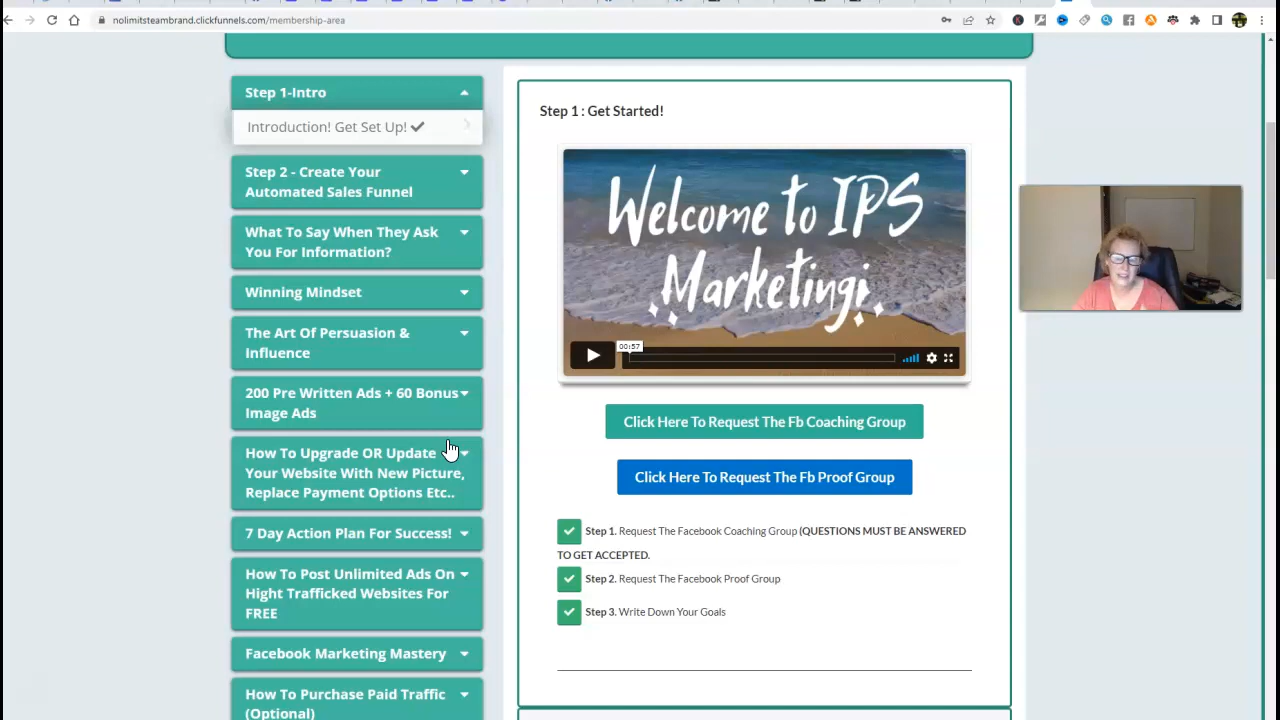 nolimitsteambrand.clickfunnels.com/membership-area
Step 1-Intro
Introduction! Get Set Up!
Step 2 - Create Your
Automated Sales Funnel
What To Say When They Ask
You For Information?
Winning Mindset
The Art Of Persuasion &
Influence
200 Pre Written Ads + 60 Bonus
Image Ads
How To Upgrade OR Update
Your Website With New Picture,
Replace Payment Options Etc..
7 Day Action Plan For Success!
How To Post Unlimited Ads On
Hight Trafficked Websites For
FREE
Facebook Marketing Mastery
How To Purchase Paid Traffic
(Optional)
Step 1 : Get Started!
Welcome to IPS
Marketing!
00:57
Click Here To Request The Fb Coaching Group
Click Here To Request The Fb Proof Group
Step 1. Request The Facebook Coaching Group (QUESTIONS MUST BE ANSWERED
TO GET ACCEPTED.
Step 2. Request The Facebook Proof Group
Step 3. Write Down Your Goals